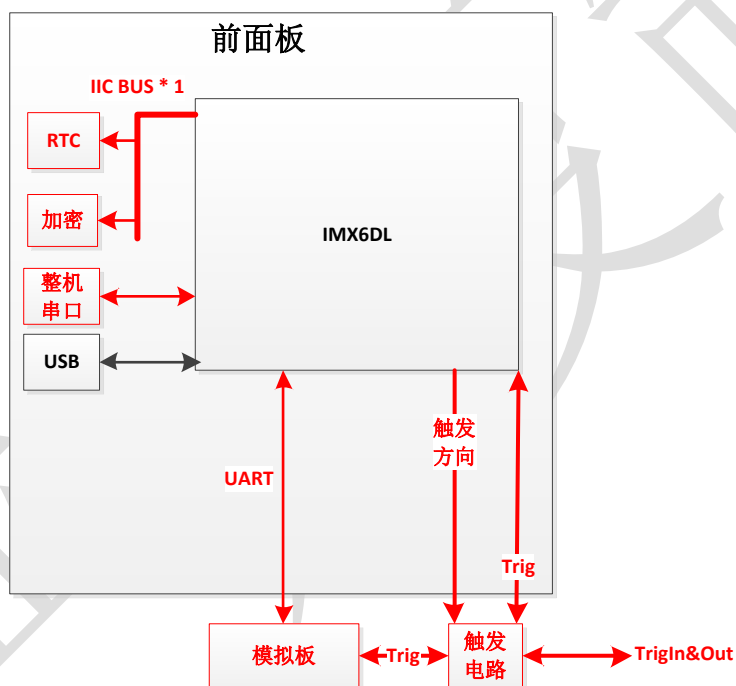 前面板
IIC BUS * 1
RTC
加密
IMX6DL
整机
串口
USB
触发
方向
UART
Trig
模拟板
Trig
触发
电路
TrigIn&Out